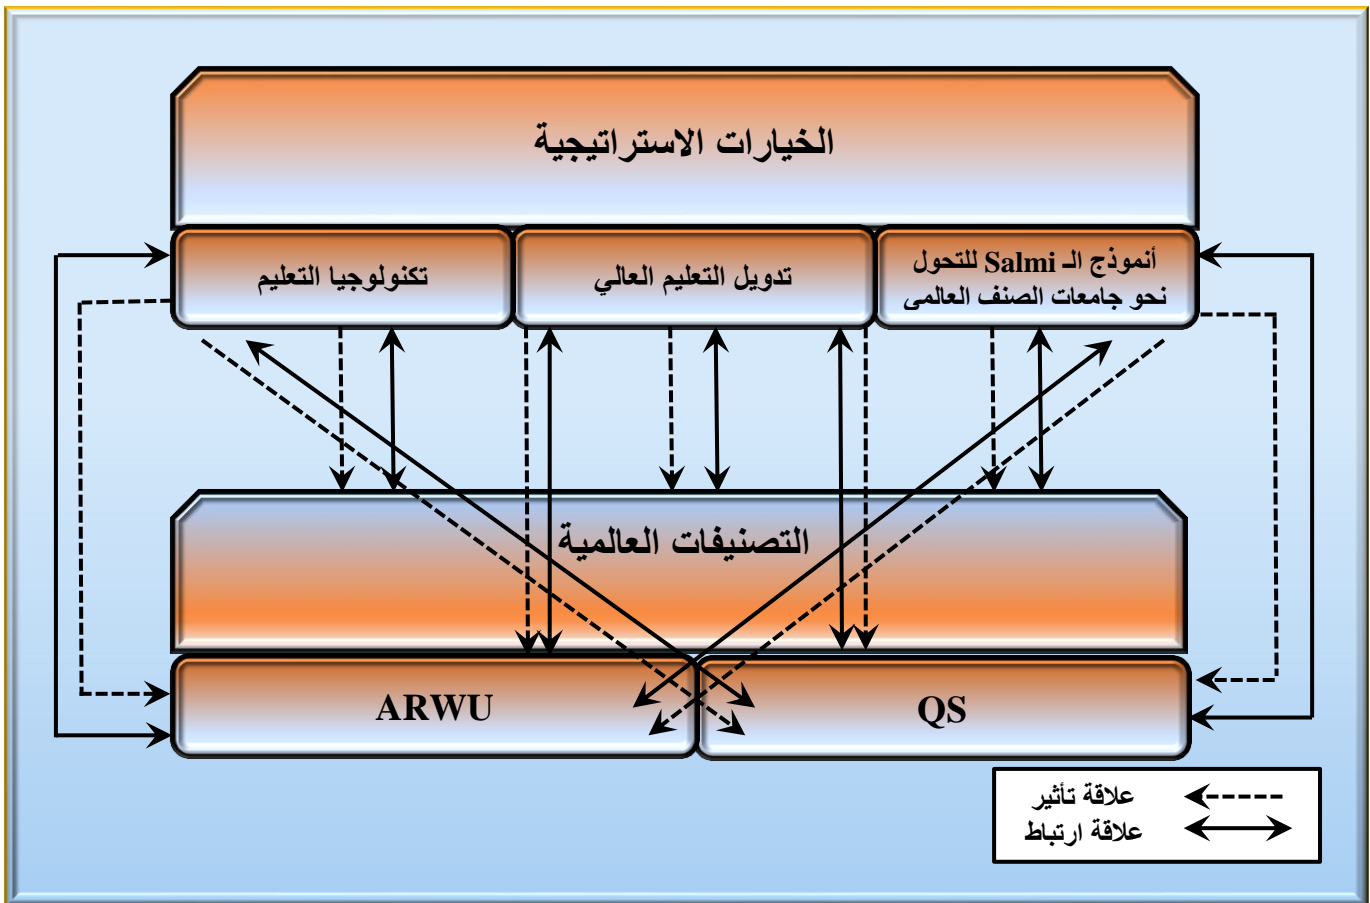 الخيارات الاستراتيجية
أنموذج الـ Salmi للتحول
نحو جامعات الصنف العالمي
تدويل التعليم العالي
تكنولوجيا التعليم
التصنيفات العالمية
QS
ARWU
علاقة تأثير
علاقة ارتباط